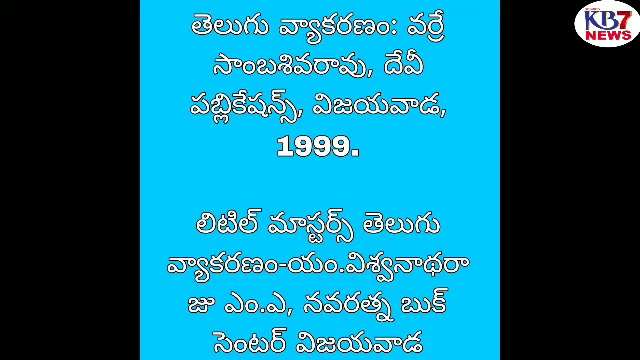 తెలుగు వ్యాకరణం: వర్రే
సాంబశివరావు, దేవీ
పబ్లికేషన్స్, విజయవాడ,
1999.
లిటిల్ మాస్టర్స్ తెలుగు
వ్యాకరణం-యం.విశ్వనాథరా
జు ఎం.ఎ, నవరత్న బుక్
సెంటర్ విజయవాడ
KB7
NEWS